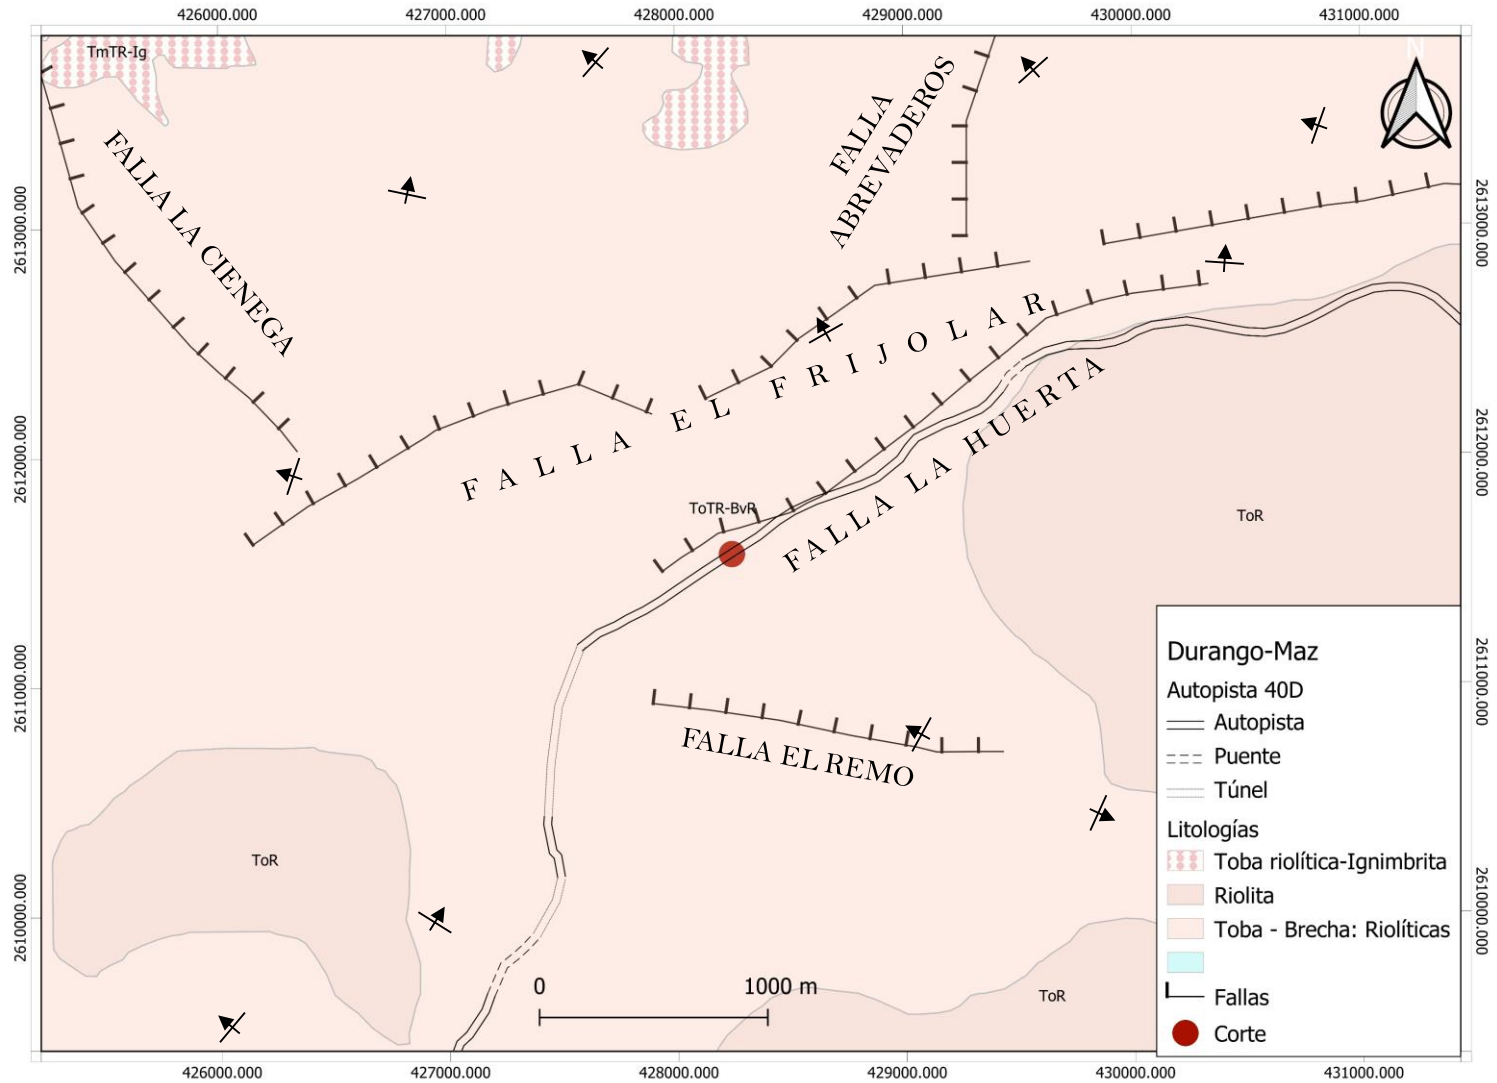 426000.000
427000.000
428000.000
429000.000
430000.000
431000.000
TmTR-Ig
N
FALLA
ABREVADEROS
FALLA LA CIENEGA
2613000.000
2613000.000
FALLA EL FRIJOLAR
2612000.000
2612000.000
ToTR-BvR
FALLA LA HUERTA
ToR
2611000.000
2611000.000
FALLA EL REMO
ToR
2610000.000
2610000.000
ToR
0
1000 m
Durango-Maz
Autopista 40D
Autopista
Puente
Túnel
Litologías
Toba riolítica-Ignimbrita
Riolita
Toba - Brecha: Riolíticas
Fallas
Corte
426000.000
427000.000
428000.000
429000.000
430000.000
431000.000